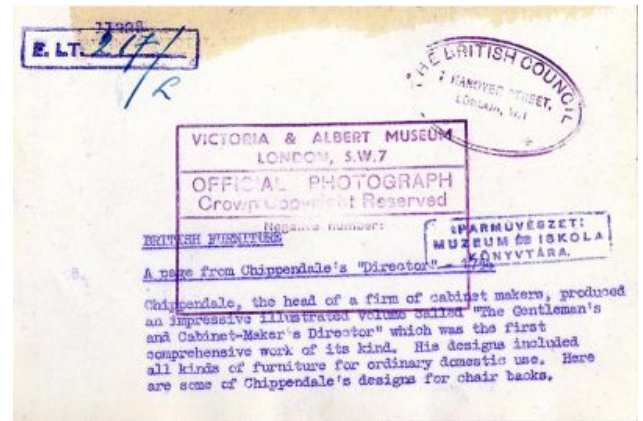 11998
E. LT. 217/
L
THE BRITISH COUNCIL
HANOVER STREET,
LONDON, W.1
VICTORIA & ALBERT MUSEUM
LONDON, S.W.7
OFFICIAL PHOTOGRAPH
Crown Copyright Reserved
Negative number:
IPARMŰVÉSZETI
MUZEUM ÉS ISKOLA
KÖNYVTÁRA.
BRITISH FURNITURE
A page from Chippendale's "Director" -
8.
Chippendale, the head of a firm of cabinet makers, produced
an impressive illustrated volume called "The Gentleman's
and Cabinet-Maker's Director" which was the first
comprehensive work of its kind. His designs included
all kinds of furniture for ordinary domestic use. Here
are some of Chippendale's designs for chair backs.